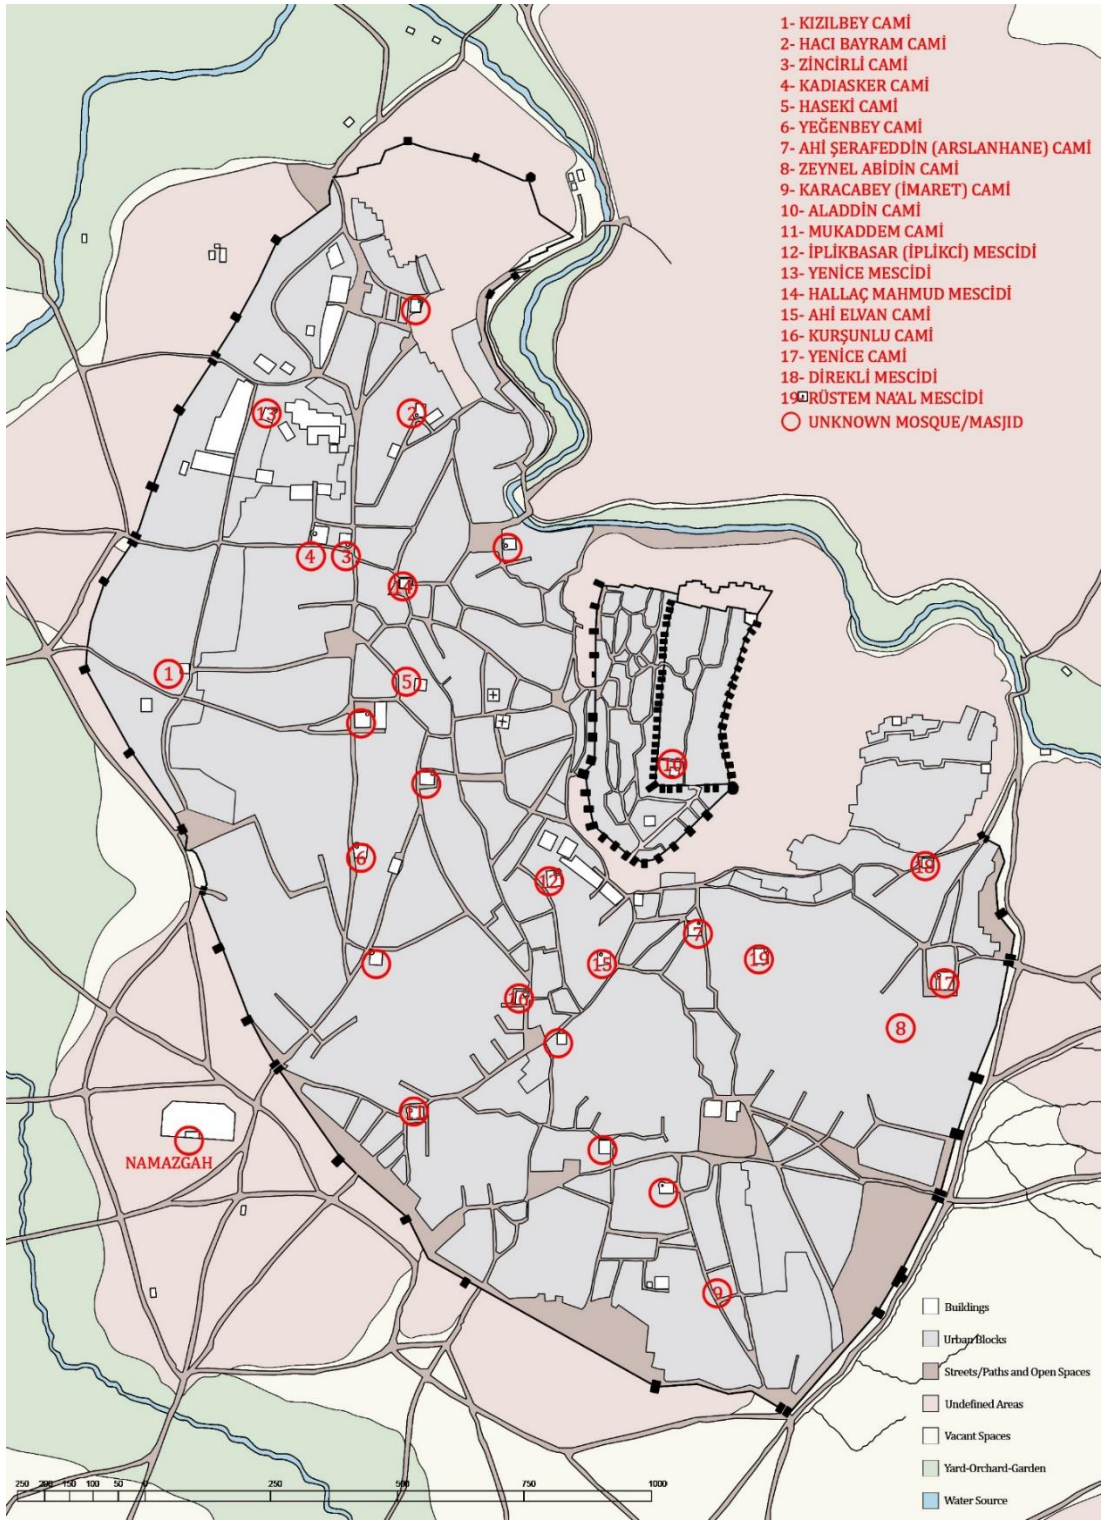 1- KIZILBEY CAMİ
2- HACI BAYRAM CAMİ
3- ZİNCİRLİ CAMİ
4- KADIASKER CAMİ
5- HASEKİ CAMİ
6- YEĞENBEY CAMİ
7- AHİ ŞERAFEDDİN (ARSLANHANE) CAMİ
8- ZEYNEL ABİDİN CAMİ
9- KARACABEY (İMARET) CAMİ
10- ALADDİN CAMİ
11- MUKADDEM CAMİ
12- İPLİKBASAR (İPLİKCİ) MESCİDİ
13- YENİCE MESCİDİ
14- HALLAÇ MAHMUD MESCİDİ
15- AHİ ELVAN CAMİ
16- KURŞUNLU CAMİ
17- YENİCE CAMİ
18- DİREKLİ MESCİDİ
19- RÜSTEM NA'AL MESCİDİ
UNKNOWN MOSQUE/MASJID
13
2
4
3
14
1
5
10
6
12
18
7
19
15
17
16
8
11
NAMAZGAH
9
Buildings
Urban Blocks
Streets/Paths and Open Spaces
Undefined Areas
Vacant Spaces
Yard-Orchard-Garden
Water Source
250 200 150 100 50 0 250 500 750 1000